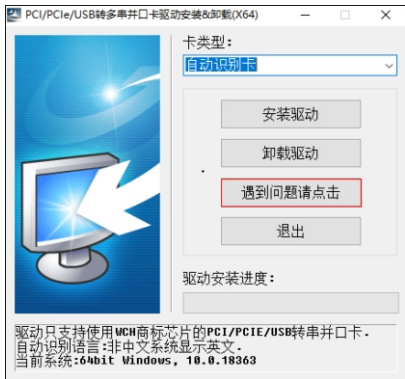 PCI/PCIe/USB转多串并口卡驱动安装&卸载(X64)
卡类型:
自动识别卡
安装驱动
卸载驱动
遇到问题请点击
退出
驱动安装进度:
驱动只支持使用WCH商标芯片的PCI/PCIE/USB转串并口卡.
自动识别语言:非中文系统显示英文.
当前系统:64bit Windows, 10.0.18363